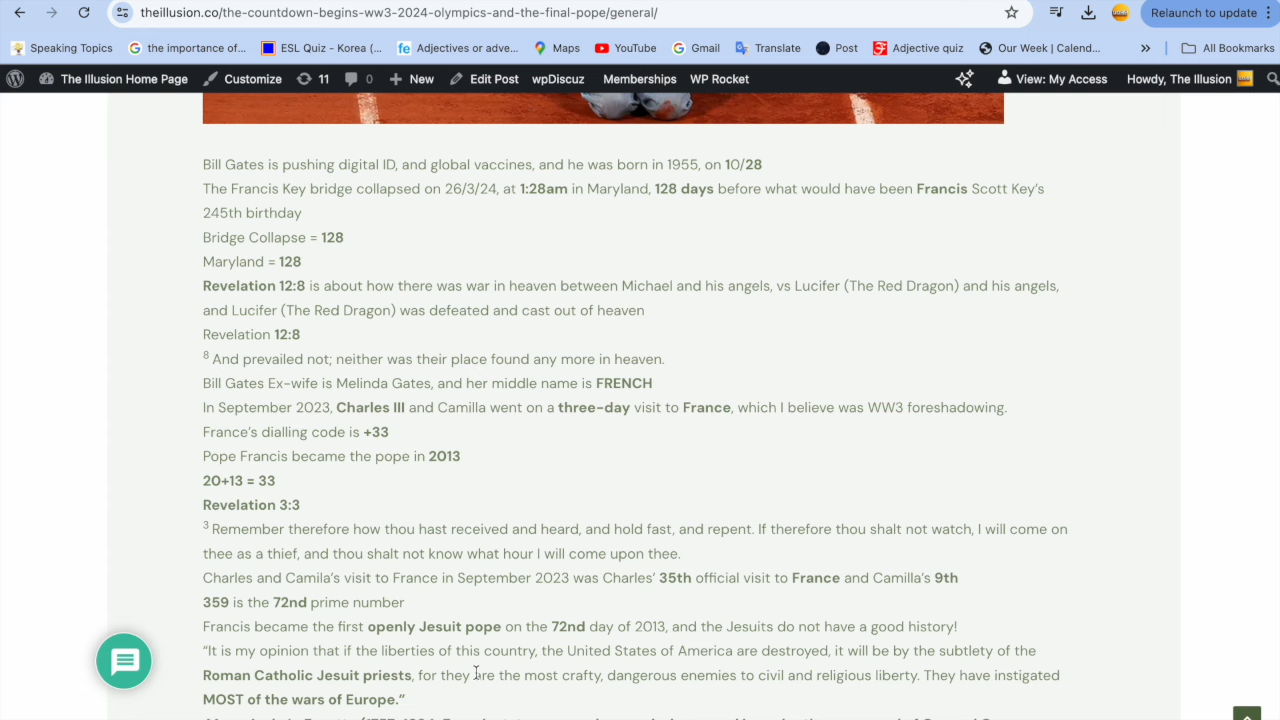 theillusion.co/the-countdown-begins-ww3-2024-olympics-and-the-final-pope/general/
Relaunch to update
Speaking Topics the importance of... ESL Quiz - Korea (... Adjectives or adve... Maps YouTube Gmail Translate Post Adjective quiz Our Week | Calend... » All Bookmarks
The Illusion Home Page Customize 11 0 New Edit Post wpDiscuz Memberships WP Rocket View: My Access Howdy, The Illusion
Bill Gates is pushing digital ID, and global vaccines, and he was born in 1955, on 10/28
The Francis Key bridge collapsed on 26/3/24, at 1:28am in Maryland, 128 days before what would have been Francis Scott Key's
245th birthday
Bridge Collapse = 128
Maryland = 128
Revelation 12:8 is about how there was war in heaven between Michael and his angels, vs Lucifer (The Red Dragon) and his angels,
and Lucifer (The Red Dragon) was defeated and cast out of heaven
Revelation 12:8
8 And prevailed not; neither was their place found any more in heaven.
Bill Gates Ex-wife is Melinda Gates, and her middle name is FRENCH
In September 2023, Charles III and Camilla went on a three-day visit to France, which I believe was WW3 foreshadowing.
France's dialling code is +33
Pope Francis became the pope in 2013
20+13 = 33
Revelation 3:3
3 Remember therefore how thou hast received and heard, and hold fast, and repent. If therefore thou shalt not watch, I will come on
thee as a thief, and thou shalt not know what hour I will come upon thee.
Charles and Camila's visit to France in September 2023 was Charles' 35th official visit to France and Camilla's 9th
359 is the 72nd prime number
Francis became the first openly Jesuit pope on the 72nd day of 2013, and the Jesuits do not have a good history!
"It is my opinion that if the liberties of this country, the United States of America are destroyed, it will be by the subtlety of the
Roman Catholic Jesuit priests, for they are the most crafty, dangerous enemies to civil and religious liberty. They have instigated
MOST of the wars of Europe."